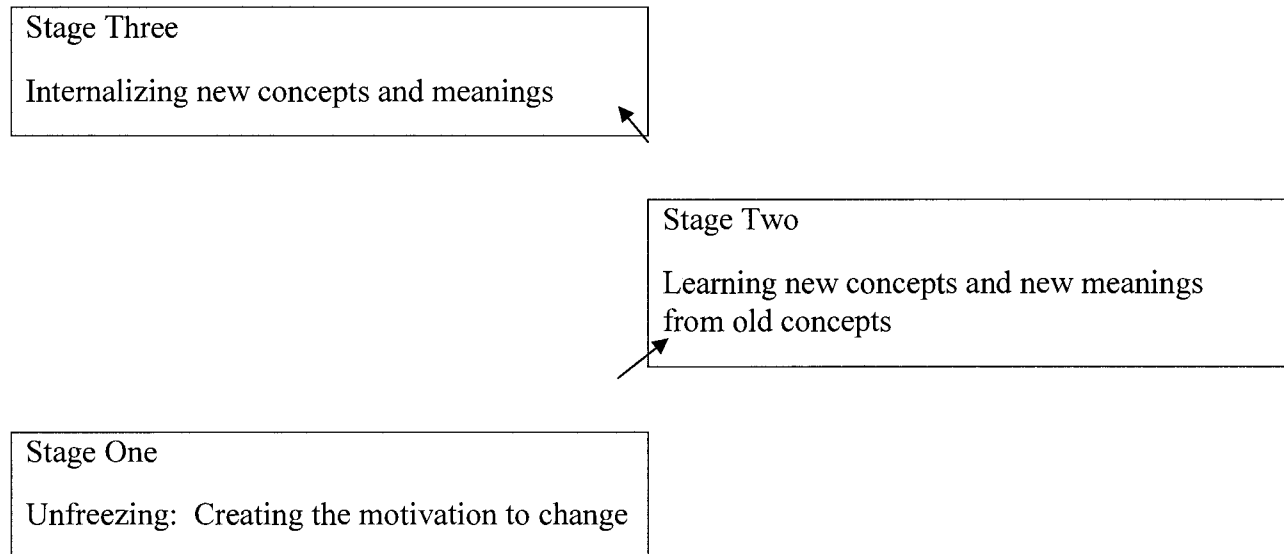 Stage Three
Internalizing new concepts and meanings
Stage Two
Learning new concepts and new meanings
from old concepts
Stage One
Unfreezing: Creating the motivation to change